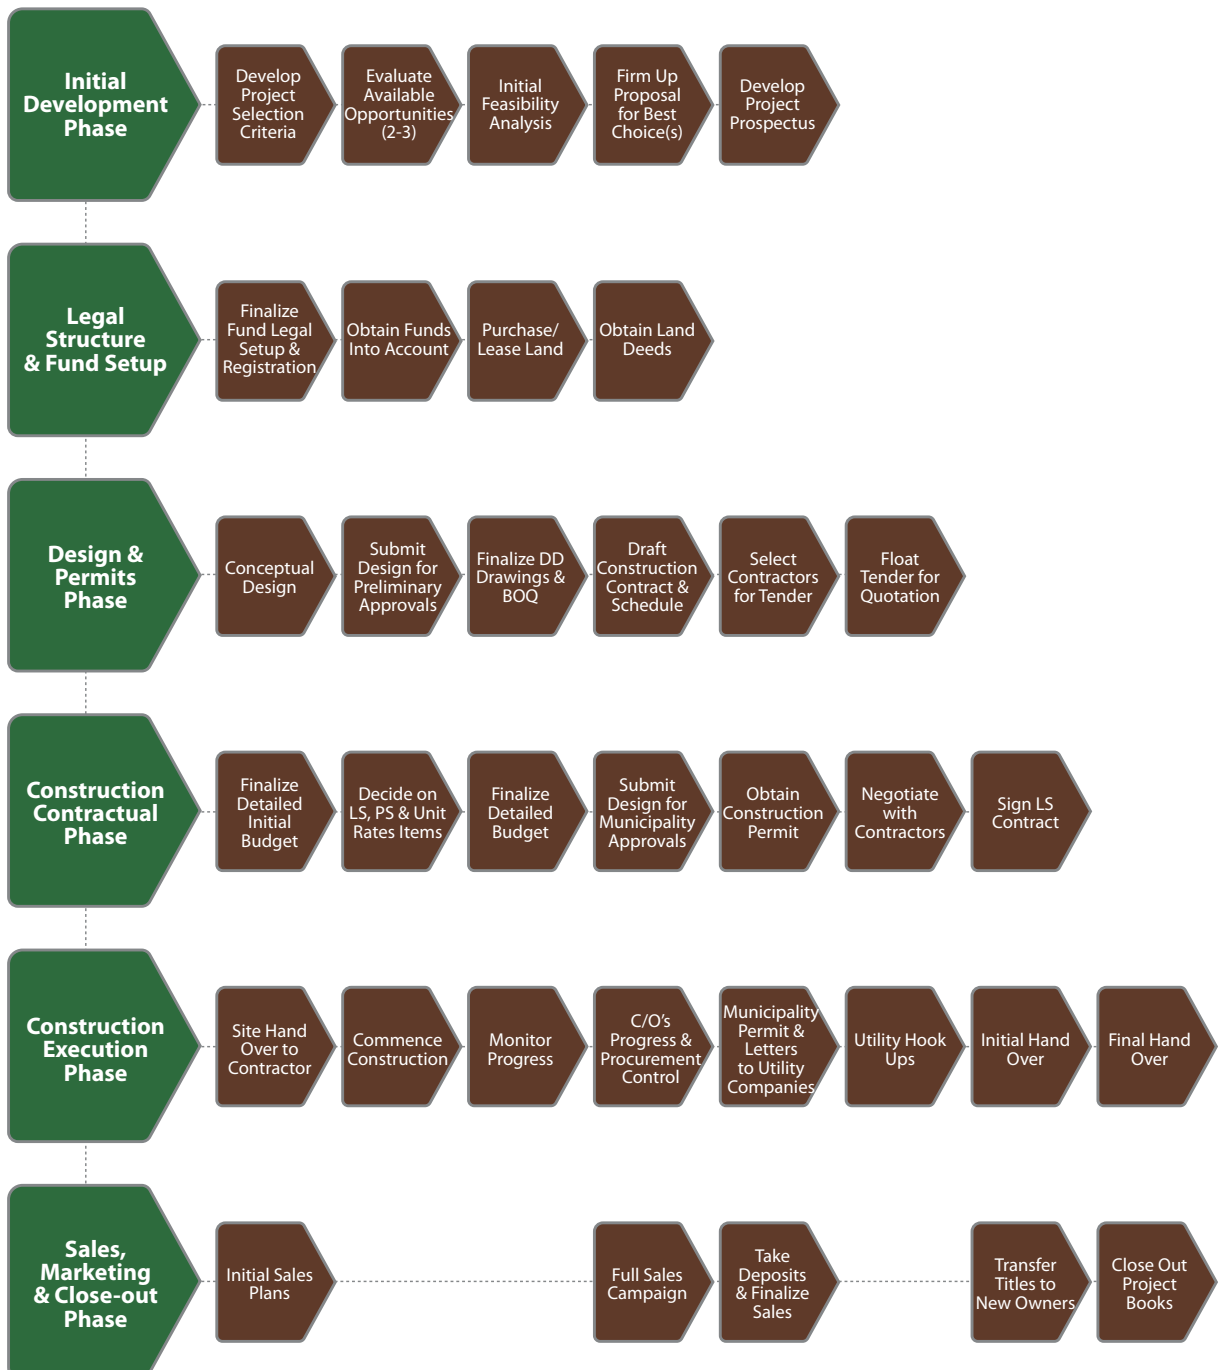 Initial
Development
Phase
Develop
Project
Selection
Criteria
Evaluate
Available
Opportunities
(2-3)
Initial
Feasibility
Analysis
Firm Up
Proposal
for Best
Choice(s)
Develop
Project
Prospectus
Legal
Structure
& Fund Setup
Finalize
Fund Legal
Setup &
Registration
Obtain Funds
Into Account
Purchase/
Lease Land
Obtain Land
Deeds
Design &
Permits
Phase
Conceptual
Design
Submit
Design for
Preliminary
Approvals
Finalize DD
Drawings &
BOQ
Draft
Construction
Contract &
Schedule
Select
Contractors
for Tender
Float
Tender for
Quotation
Construction
Contractual
Phase
Finalize
Detailed
Initial
Budget
Decide on
LS, PS & Unit
Rates Items
Finalize
Detailed
Budget
Submit
Design for
Municipality
Approvals
Obtain
Construction
Permit
Negotiate
with
Contractors
Sign LS
Contract
Construction
Execution
Phase
Site Hand
Over to
Contractor
Commence
Construction
Monitor
Progress
C/O's
Progress &
Procurement
Control
Municipality
Permit &
Letters
to Utility
Companies
Utility Hook
Ups
Initial Hand
Over
Final Hand
Over
Sales,
Marketing
& Close-out
Phase
Initial Sales
Plans
Full Sales
Campaign
Take
Deposits
& Finalize
Sales
Transfer
Titles to
New Owners
Close Out
Project
Books